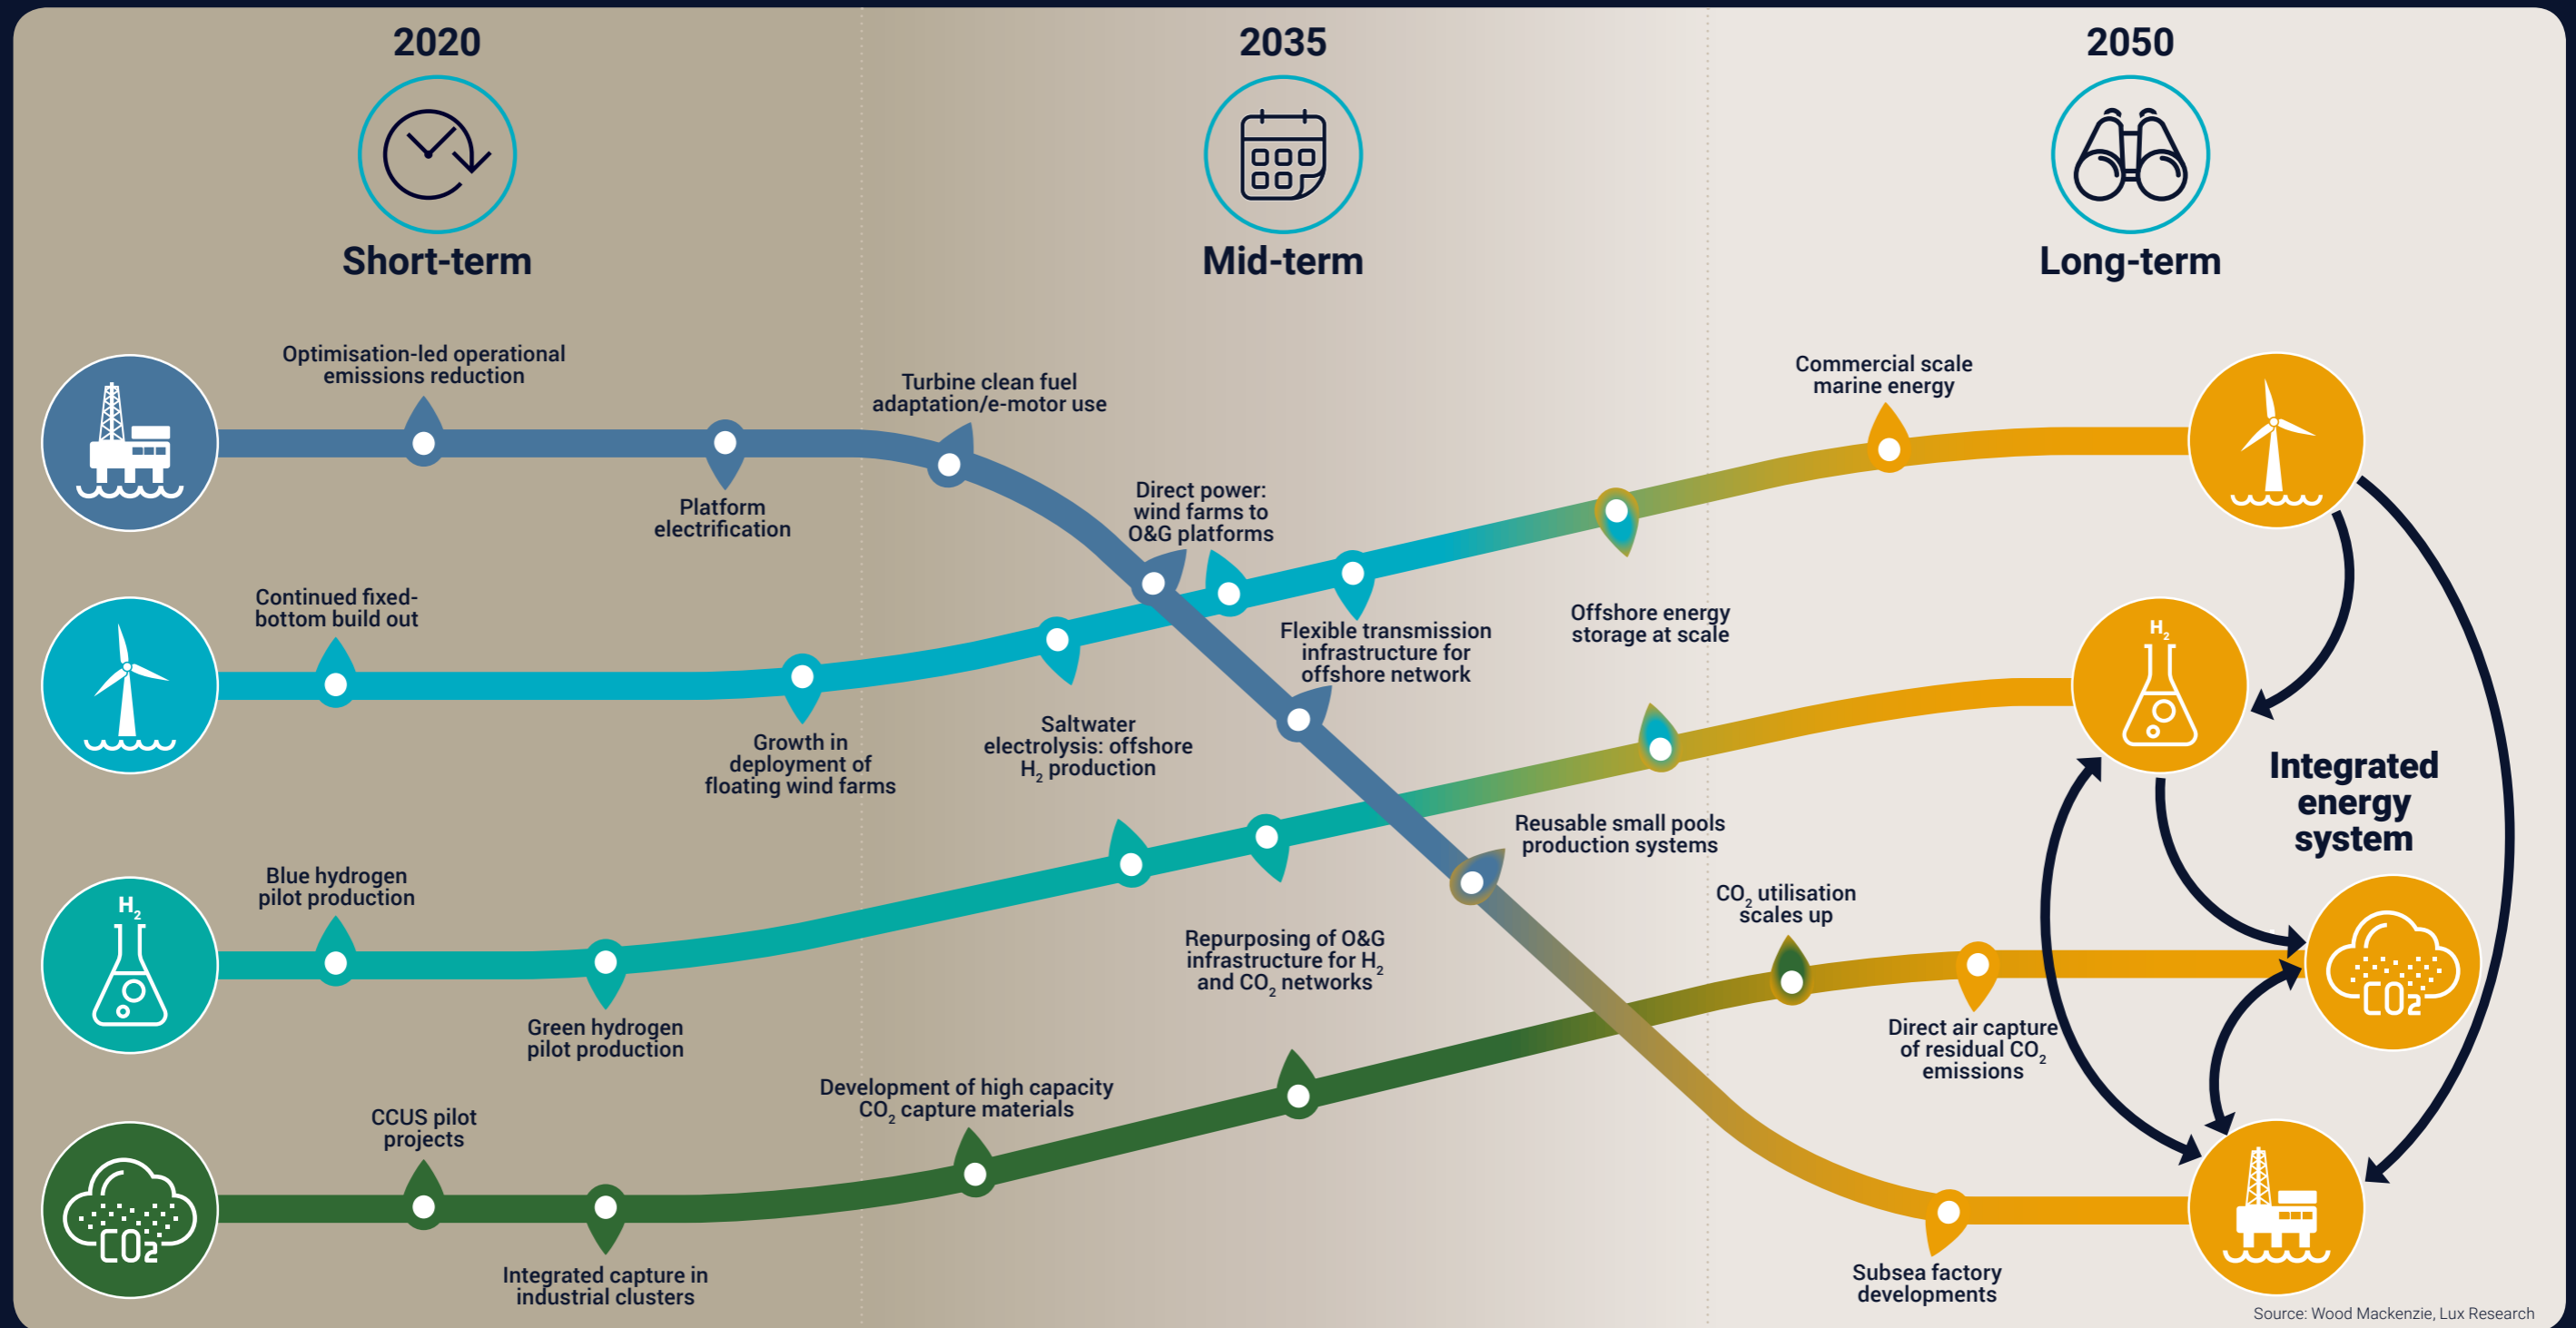 2020
2035
2050
Short-term
Mid-term
Long-term
Optimisation-led operational
emissions reduction
Platform
electrification
Turbine clean fuel
adaptation/e-motor use
Direct power:
wind farms to
O&G platforms
Commercial scale
marine energy
Continued fixed-
bottom build out
Growth in
deployment of
floating wind farms
Saltwater
electrolysis: offshore
H₂ production
Flexible transmission
infrastructure for
offshore network
Offshore energy
storage at scale
H₂
Integrated
energy
system
Blue hydrogen
pilot production
H₂
Green hydrogen
pilot production
Repurposing of O&G
infrastructure for H₂
and CO₂ networks
Reusable small pools
production systems
CO₂ utilisation
scales up
Direct air capture
of residual CO₂
emissions
CO₂
CCUS pilot
projects
Development of high capacity
CO₂ capture materials
CO₂
Integrated capture in
industrial clusters
Subsea factory
developments
Source: Wood Mackenzie, Lux Research